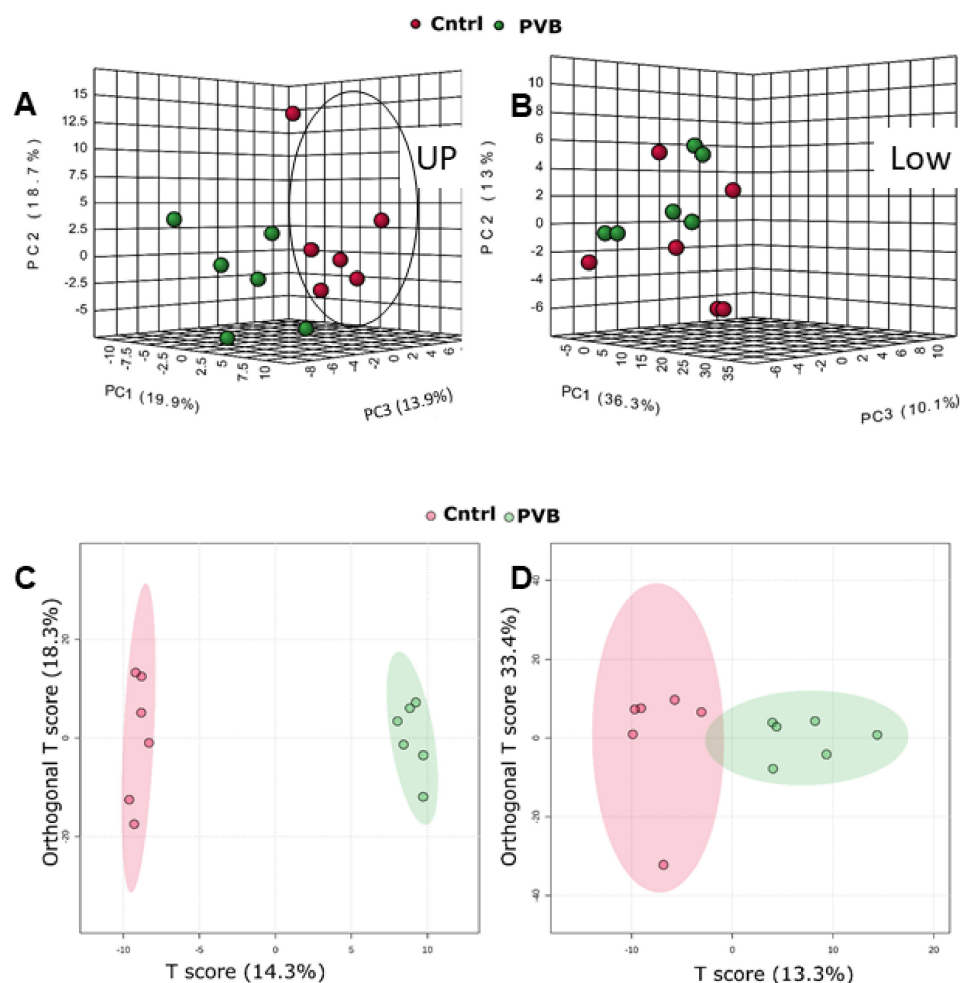 Cntrl PVB
A
UP
PC2 (18.7%)
15
12.5
10
7.5
5
2.5
0
-2.5
-5
-10 -7.5 -5 -2.5 0 2.5 5 7.5 10
-8 -6 -4 -2 0 2 4 6
PC1 (19.9%)
PC3 (13.9%)
B
Low
PC2 (13%)
10
8
6
4
2
0
-2
-4
-6
-5 0 5 10 15 20 25 30 35
-6 -4 -2 0 2 4 6 8 10
PC1 (36.3%)
PC3 (10.1%)
Cntrl PVB
C
Orthogonal T score (18.3%)
20
0
-20
-10 -5 0 5 10
T score (14.3%)
D
Orthogonal T score 33.4%)
40
20
0
-20
-40
-10 0 10 20
T score (13.3%)